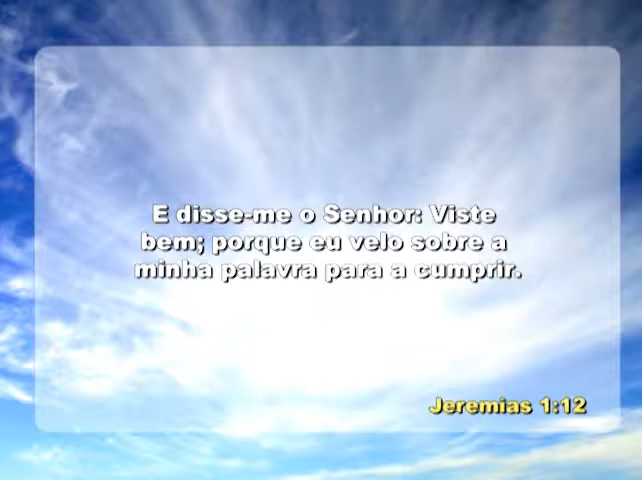 E disse-me o Senhor: Viste
bem; porque eu velo sobre a
minha palavra para a cumprir.
Jeremias 1:12